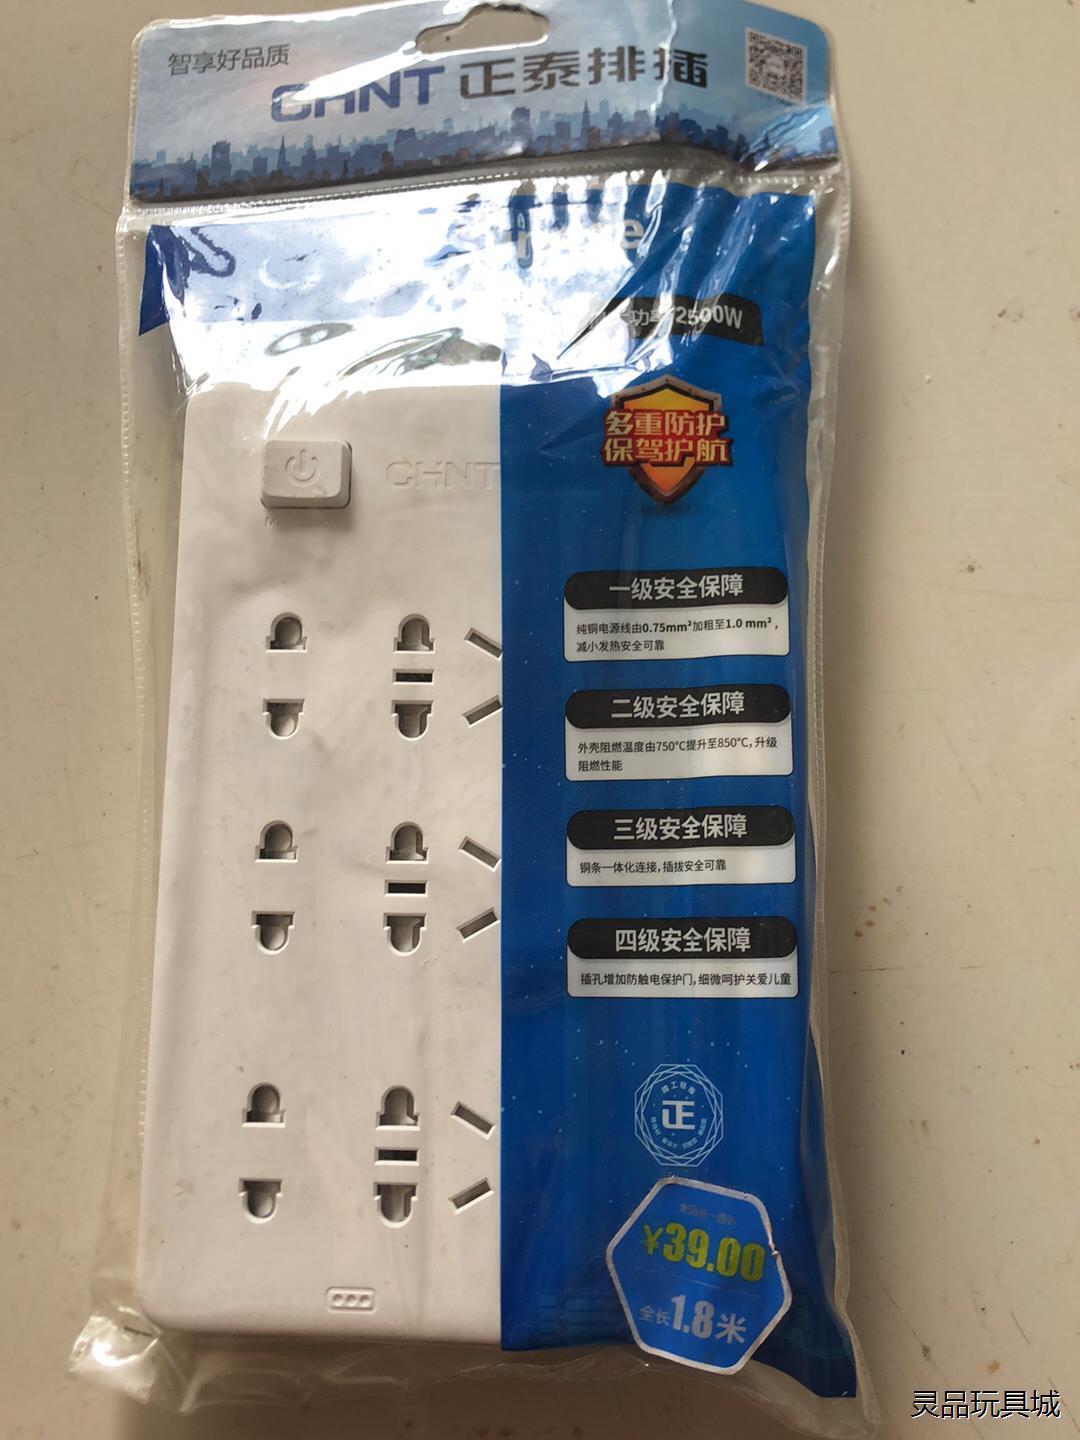 智享好品质
CHNT 正泰排插
功率2500W
多重防护
保驾护航
CHNT
一级安全保障
纯铜电源线由0.75mm²加粗至1.0 mm²，
减小发热安全可靠
二级安全保障
外壳阻燃温度由750°C提升至850°C，升级
阻燃性能
三级安全保障
铜条一体化连接，插拔安全可靠
四级安全保障
插孔增加防触电保护门，细微呵护关爱儿童
正
¥39.00
全长1.8米
灵品玩具城